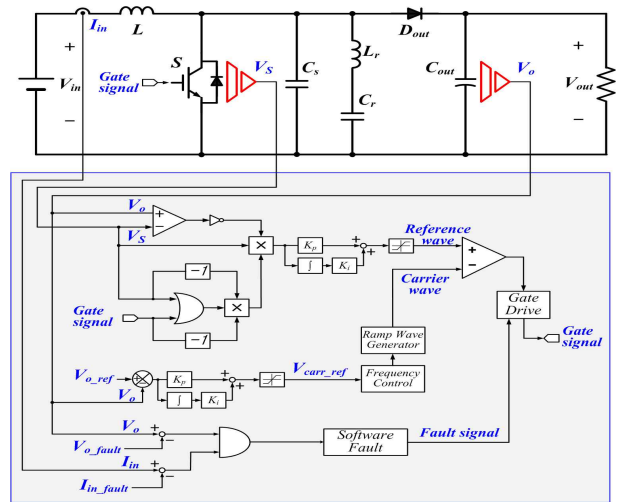 I_in
L
S
Gate signal
V_in
V_S
C_s
L_r
C_r
D_out
C_out
V_o
V_out
V_o
V_S
+
−
×
K_p
∫
K_i
+
+
Reference wave
Carrier wave
+
−
-1
×
-1
Gate signal
Ramp Wave Generator
Gate Drive
Gate signal
V_o_ref
V_o
K_p
∫
K_i
+
+
V_carr_ref
Frequency Control
V_o
V_o_fault
+
−
I_in
I_in_fault
+
−
Software Fault
Fault signal